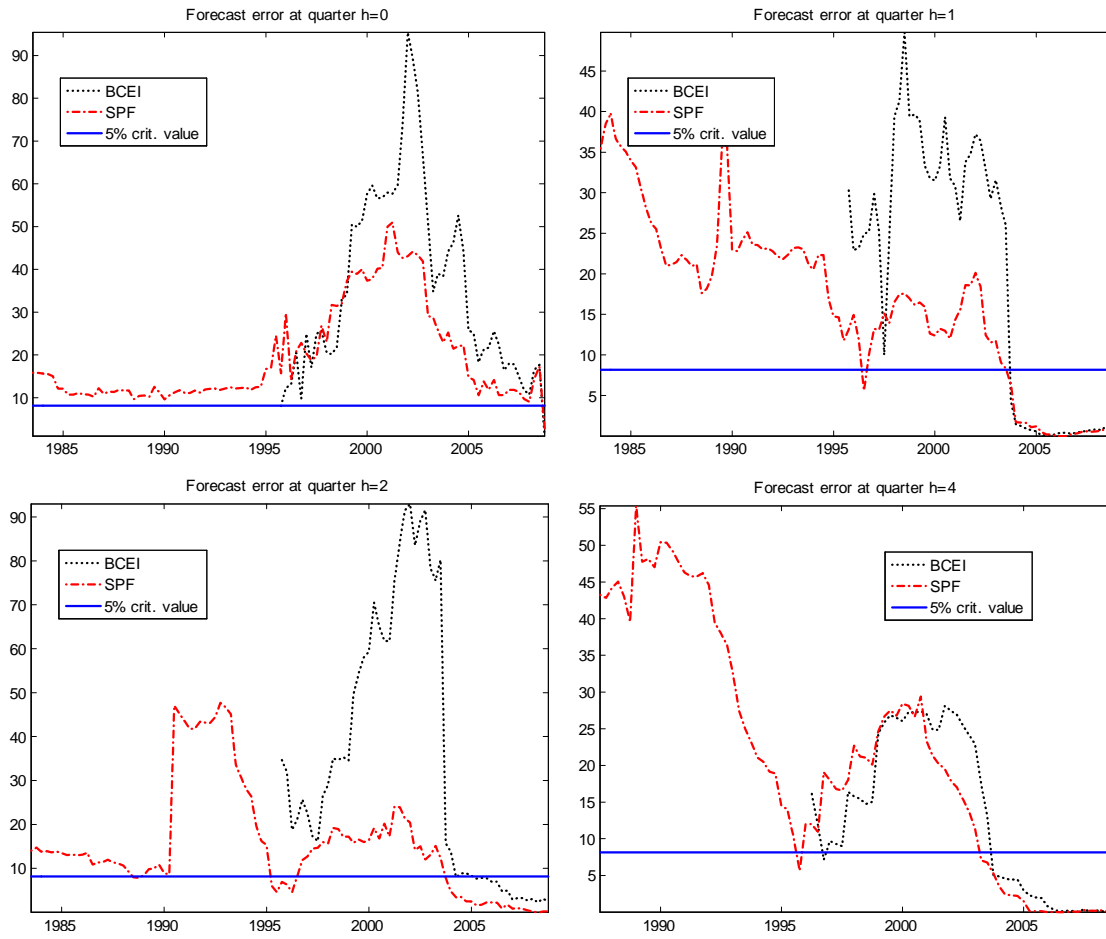 Forecast error at quarter h=0
90
80
70
60
50
40
30
20
10
BCEI
SPF
5% crit. value
1985 1990 1995 2000 2005
Forecast error at quarter h=1
45
40
35
30
25
20
15
10
5
BCEI
SPF
5% crit. value
1985 1990 1995 2000 2005
Forecast error at quarter h=2
90
80
70
60
50
40
30
20
10
BCEI
SPF
5% crit. value
1985 1990 1995 2000 2005
Forecast error at quarter h=4
55
50
45
40
35
30
25
20
15
10
5
BCEI
SPF
5% crit. value
1990 1995 2000 2005